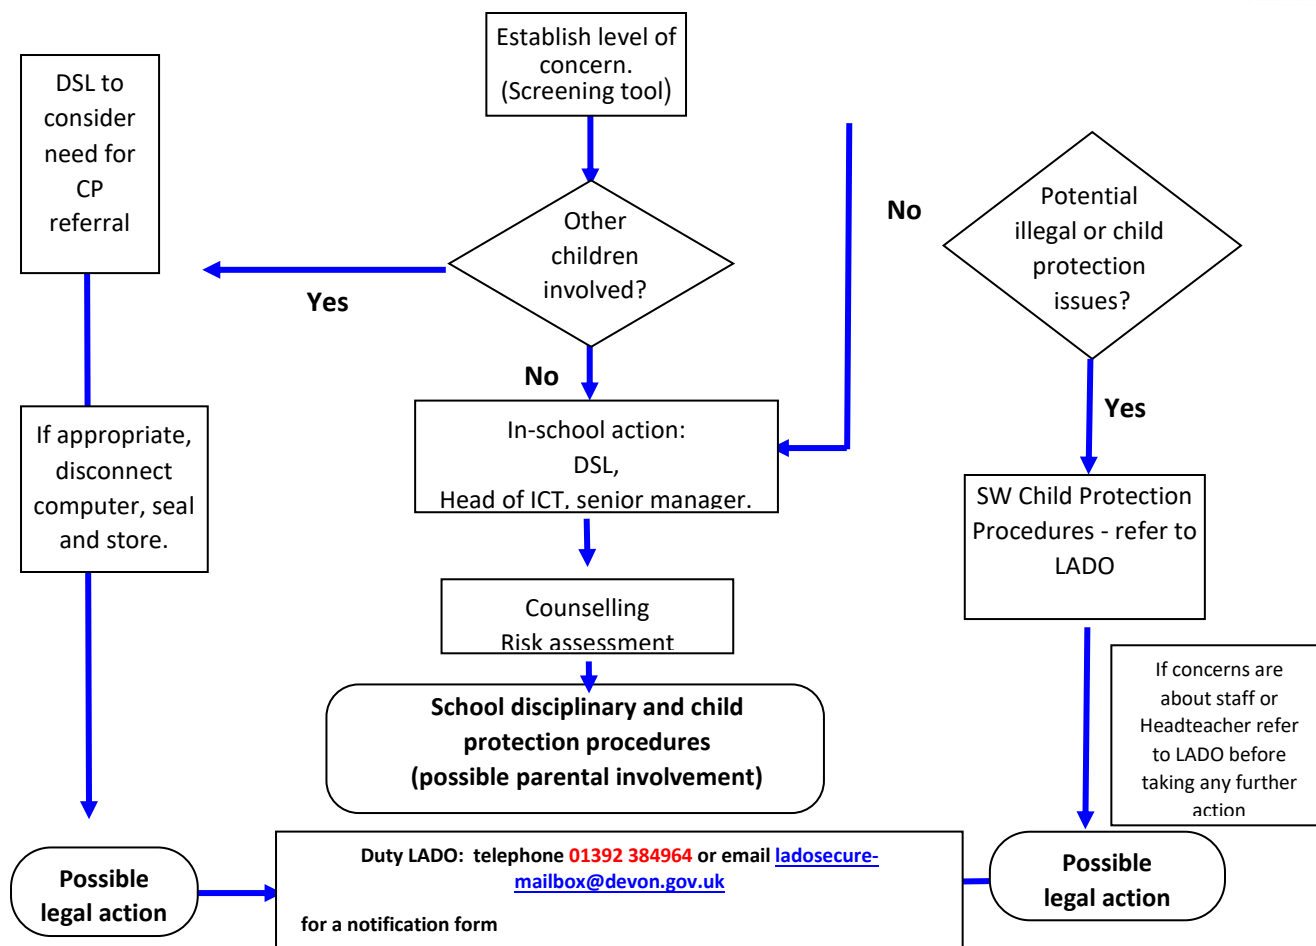 Establish level of
concern.
(Screening tool)
DSL to
consider
need for
CP
referral
Other
children
involved?
No
Potential
illegal or child
protection
issues?
Yes
No
Yes
If appropriate,
disconnect
computer, seal
and store.
In-school action:
DSL,
Head of ICT, senior manager.
SW Child Protection
Procedures - refer to
LADO
Counselling
Risk assessment
If concerns are
about staff or
Headteacher refer
to LADO before
taking any further
action
School disciplinary and child
protection procedures
(possible parental involvement)
Possible
legal action
Duty LADO: telephone 01392 384964 or email ladosecure-
mailbox@devon.gov.uk
for a notification form
Possible
legal action